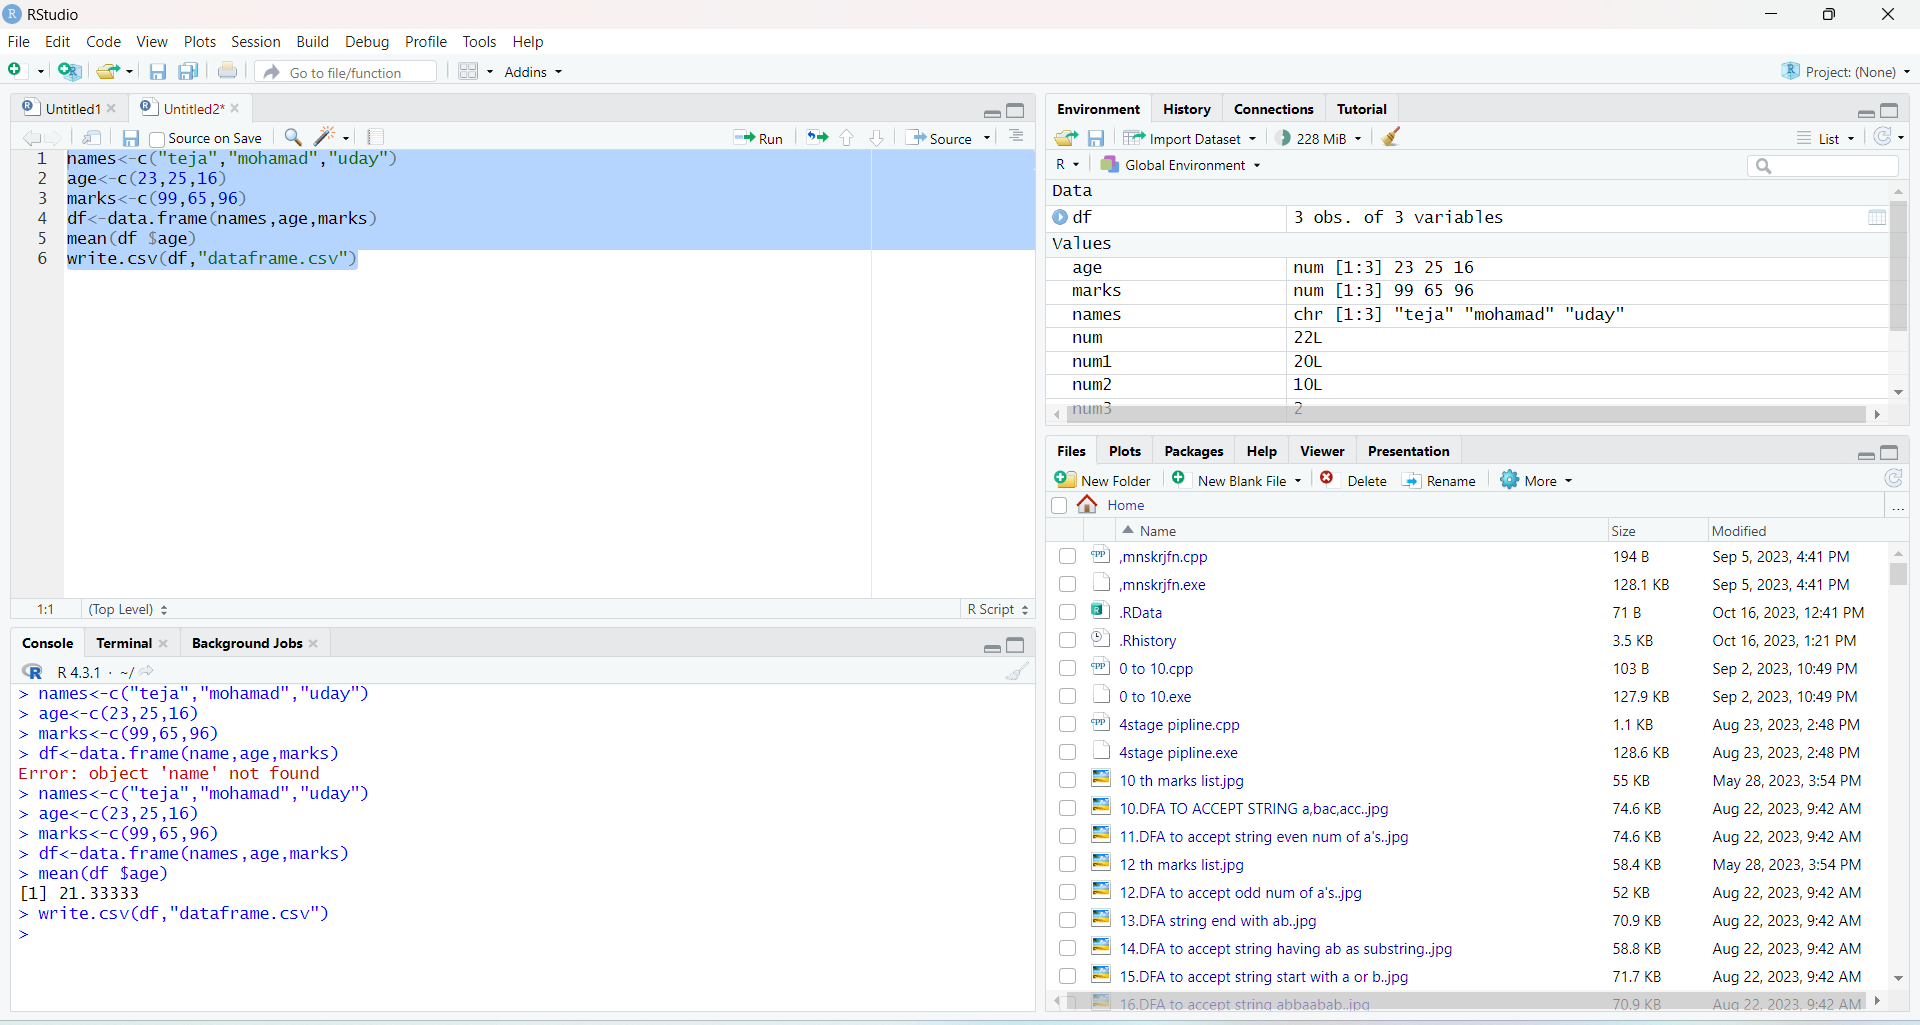 RStudio
File Edit Code View Plots Session Build Debug Profile Tools Help
Go to file/function Addins Project: (None)
Untitled1 Untitled2*
Source on Save Run Source
1 names<-c("teja","mohamad","uday")
2 age<-c(23,25,16)
3 marks<-c(99,65,96)
4 df<-data.frame(names,age,marks)
5 mean(df $age)
6 write.csv(df,"dataframe.csv")
1:1 (Top Level) R Script
Console Terminal Background Jobs
R 4.3.1 · ~/
> names<-c("teja","mohamad","uday")
> age<-c(23,25,16)
> marks<-c(99,65,96)
> df<-data.frame(name,age,marks)
Error: object 'name' not found
> names<-c("teja","mohamad","uday")
> age<-c(23,25,16)
> marks<-c(99,65,96)
> df<-data.frame(names,age,marks)
> mean(df $age)
[1] 21.33333
> write.csv(df,"dataframe.csv")
>
Environment History Connections Tutorial
Import Dataset 228 MiB List
R Global Environment
Data
df 3 obs. of 3 variables
Values
age num [1:3] 23 25 16
marks num [1:3] 99 65 96
names chr [1:3] "teja" "mohamad" "uday"
num 22L
num1 20L
num2 10L
num3 2
Files Plots Packages Help Viewer Presentation
New Folder New Blank File Delete Rename More
Home ...
Name Size Modified
,mnskrjfn.cpp 194 B Sep 5, 2023, 4:41 PM
,mnskrjfn.exe 128.1 KB Sep 5, 2023, 4:41 PM
.RData 71 B Oct 16, 2023, 12:41 PM
.Rhistory 3.5 KB Oct 16, 2023, 1:21 PM
0 to 10.cpp 103 B Sep 2, 2023, 10:49 PM
0 to 10.exe 127.9 KB Sep 2, 2023, 10:49 PM
4stage pipline.cpp 1.1 KB Aug 23, 2023, 2:48 PM
4stage pipline.exe 128.6 KB Aug 23, 2023, 2:48 PM
10 th marks list.jpg 55 KB May 28, 2023, 3:54 PM
10.DFA TO ACCEPT STRING a,bac,acc..jpg 74.6 KB Aug 22, 2023, 9:42 AM
11.DFA to accept string even num of a's..jpg 74.6 KB Aug 22, 2023, 9:42 AM
12 th marks list.jpg 58.4 KB May 28, 2023, 3:54 PM
12.DFA to accept odd num of a's..jpg 52 KB Aug 22, 2023, 9:42 AM
13.DFA string end with ab..jpg 70.9 KB Aug 22, 2023, 9:42 AM
14.DFA to accept string having ab as substring..jpg 58.8 KB Aug 22, 2023, 9:42 AM
15.DFA to accept string start with a or b..jpg 71.7 KB Aug 22, 2023, 9:42 AM
16.DFA to accept string abbaabab..jpg 70.9 KB Aug 22, 2023, 9:42 AM